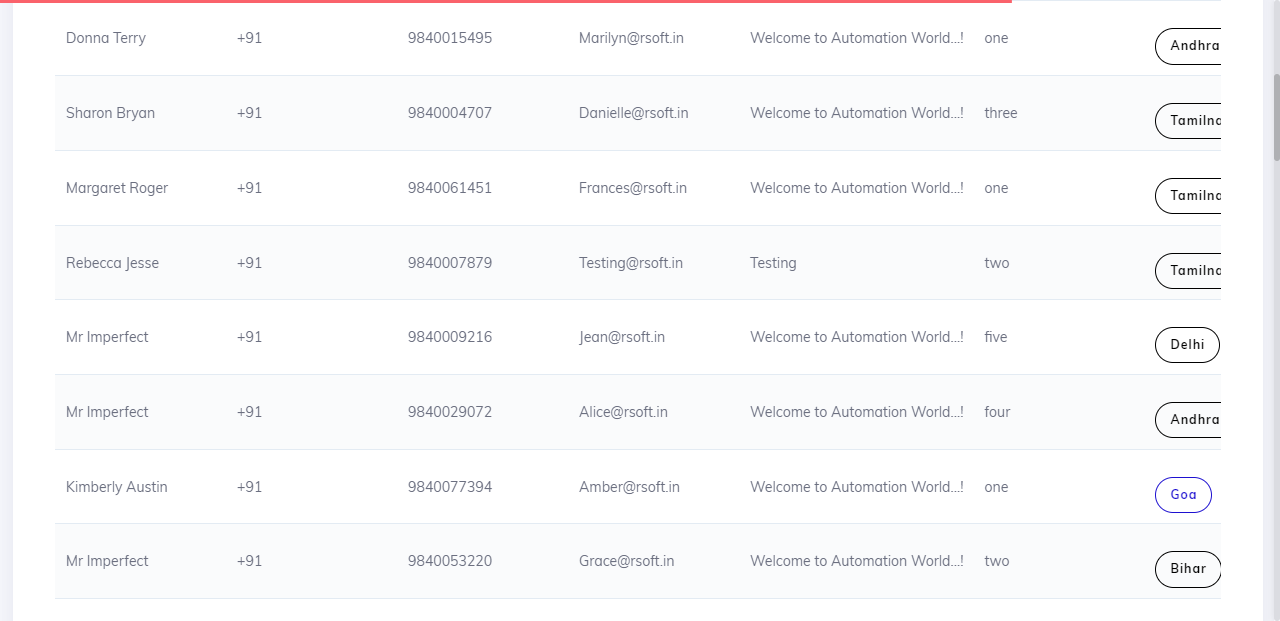 Donna Terry +91 9840015495 Marilyn@rsoft.in Welcome to Automation World...! one Andhra
Sharon Bryan +91 9840004707 Danielle@rsoft.in Welcome to Automation World...! three Tamilna
Margaret Roger +91 9840061451 Frances@rsoft.in Welcome to Automation World...! one Tamilna
Rebecca Jesse +91 9840007879 Testing@rsoft.in Testing two Tamilna
Mr Imperfect +91 9840009216 Jean@rsoft.in Welcome to Automation World...! five Delhi
Mr Imperfect +91 9840029072 Alice@rsoft.in Welcome to Automation World...! four Andhra
Kimberly Austin +91 9840077394 Amber@rsoft.in Welcome to Automation World...! one Goa
Mr Imperfect +91 9840053220 Grace@rsoft.in Welcome to Automation World...! two Bihar